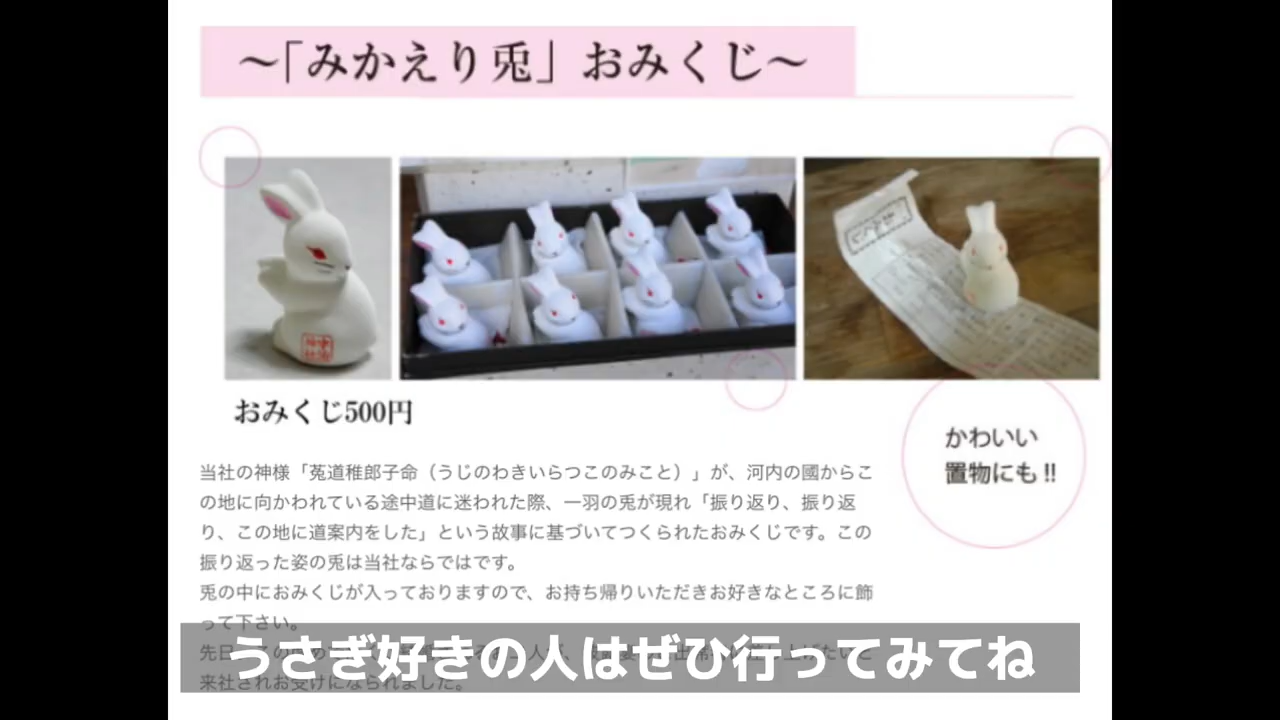 〜「みかえり兎」おみくじ〜
おみくじ500円
かわいい
置物にも‼
当社の神様「菟道稚郎子命（うじのわきいらつこのみこと）」が、河内の國からこ
の地に向かわれている途中道に迷われた際、一羽の兎が現れ「振り返り、振り返
り、この地に道案内をした」という故事に基づいてつくられたおみくじです。この
振り返った姿の兎は当社ならではです。
兎の中におみくじが入っておりますので、お持ち帰りいただきお好きなところに飾
って下さい。
先日
来社されお受けになられました。
うさぎ好きの人はぜひ行ってみてね